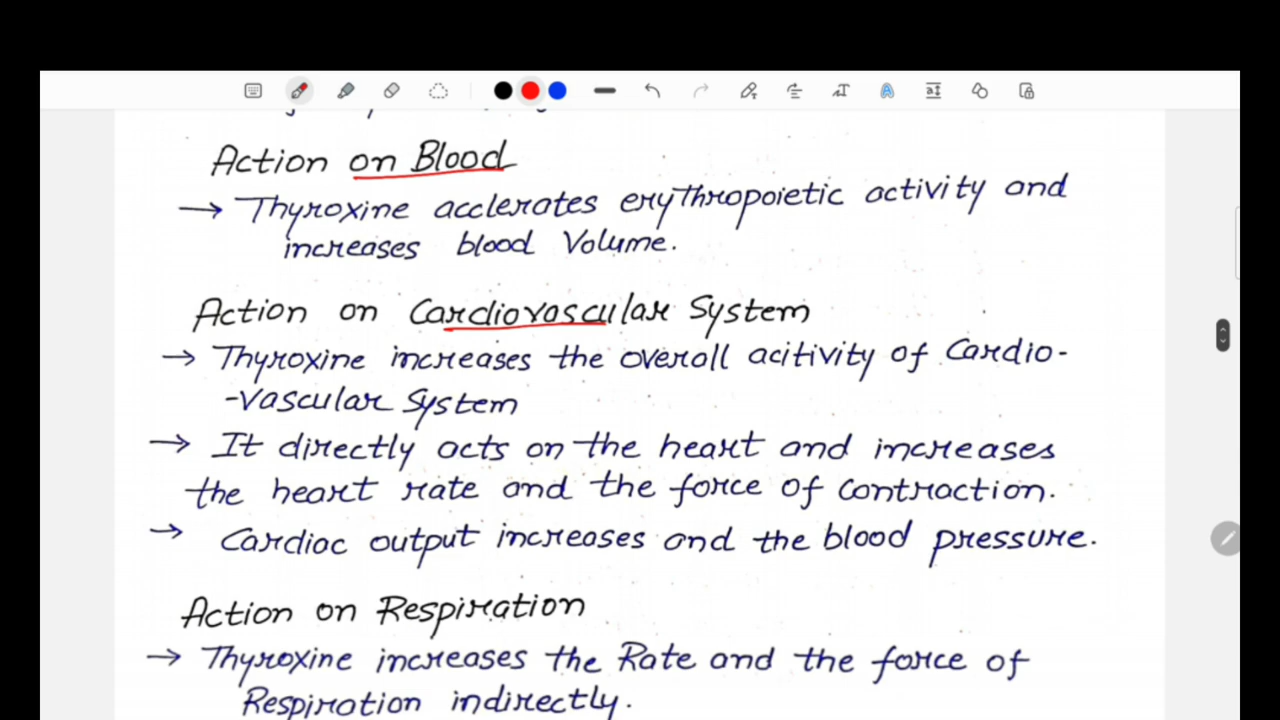 Action on Blood
→ Thyroxine acclerates erythropoietic activity and
increases blood Volume.
Action on Cardiovascular System
→ Thyroxine increases the overall acitivity of Cardio-
-Vascular System
→ It directly acts on the heart and increases
the heart rate and the force of contraction.
→ Cardiac output increases and the blood pressure.
Action on Respiration
→ Thyroxine increases the Rate and the force of
Respiration indirectly.